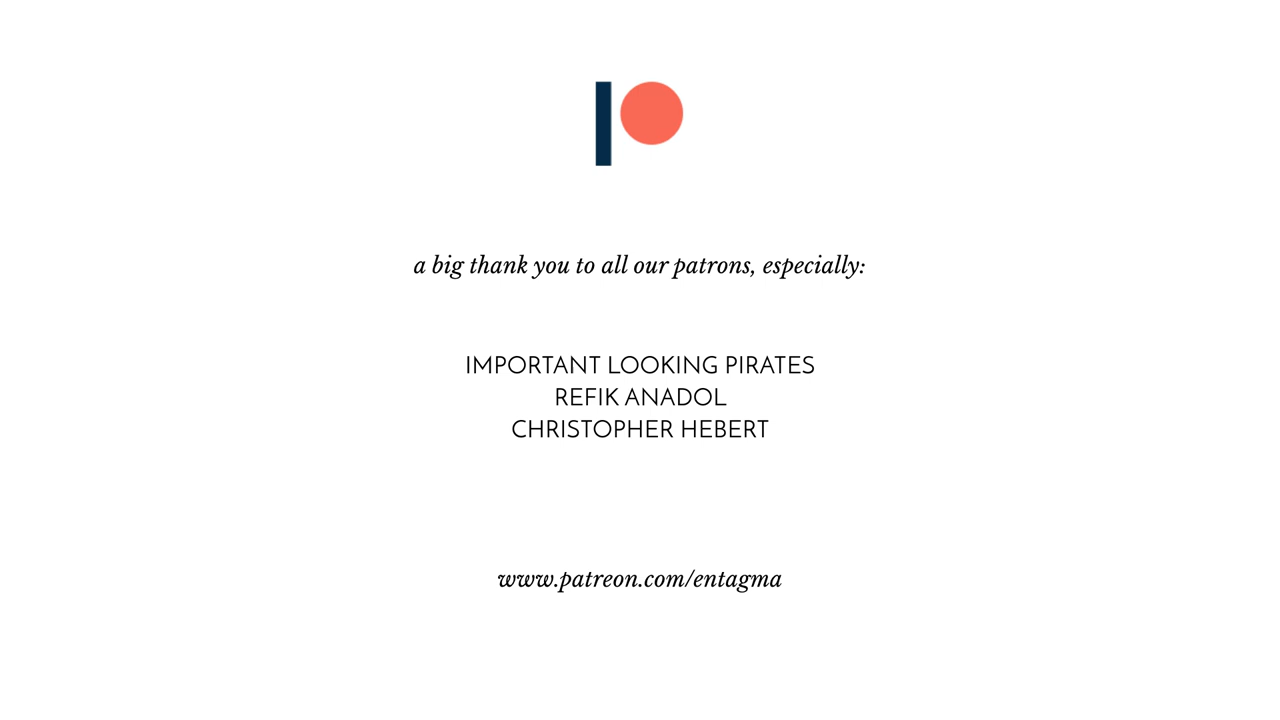 a big thank you to all our patrons, especially:
IMPORTANT LOOKING PIRATES
REFIK ANADOL
CHRISTOPHER HEBERT
www.patreon.com/entagma